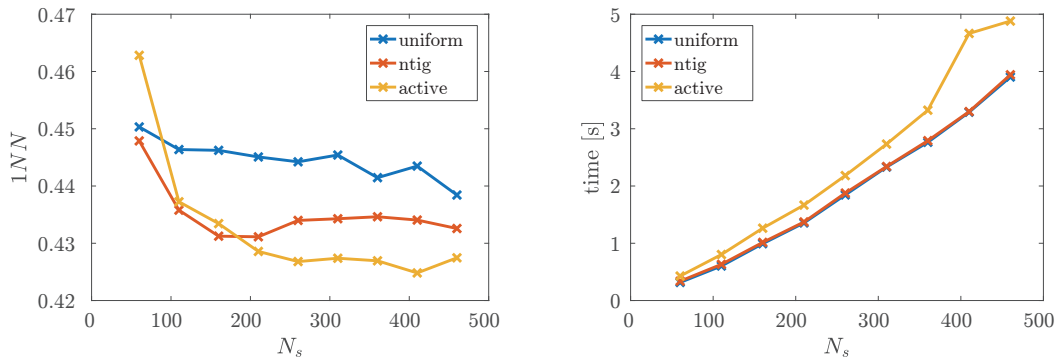 0.47
0.46
0.45
0.44
0.43
0.42
1NN
0 100 200 300 400 500
N_s
uniform
ntig
active
5
4
3
2
1
0
time [s]
0 100 200 300 400 500
N_s
uniform
ntig
active